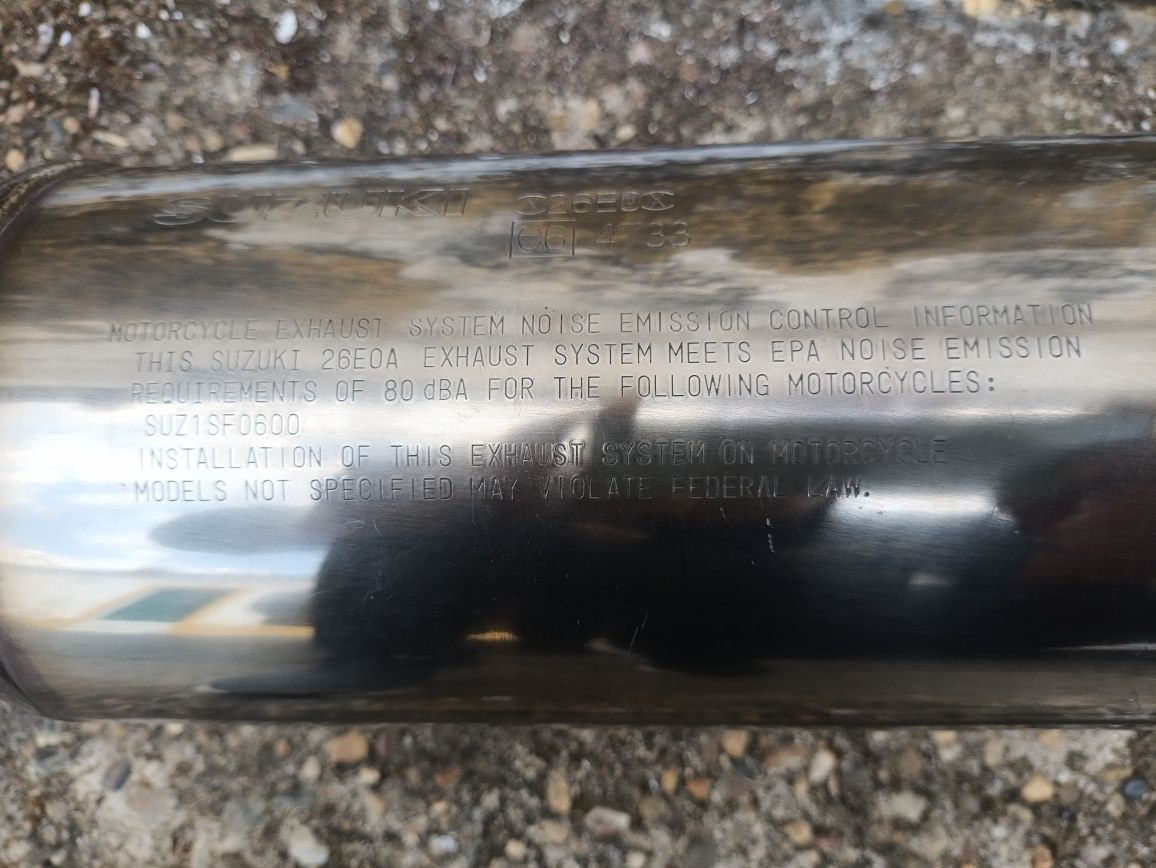 SUZUKI 26E0
e6 4733
MOTORCYCLE EXHAUST SYSTEM NOISE EMISSION CONTROL INFORMATION
THIS SUZUKI 26E0A EXHAUST SYSTEM MEETS EPA NOISE EMISSION
REQUIREMENTS OF 80 dBA FOR THE FOLLOWING MOTORCYCLES:
SUZ1SF0600
INSTALLATION OF THIS EXHAUST SYSTEM ON MOTORCYCLE
MODELS NOT SPECIFIED MAY VIOLATE FEDERAL LAW.